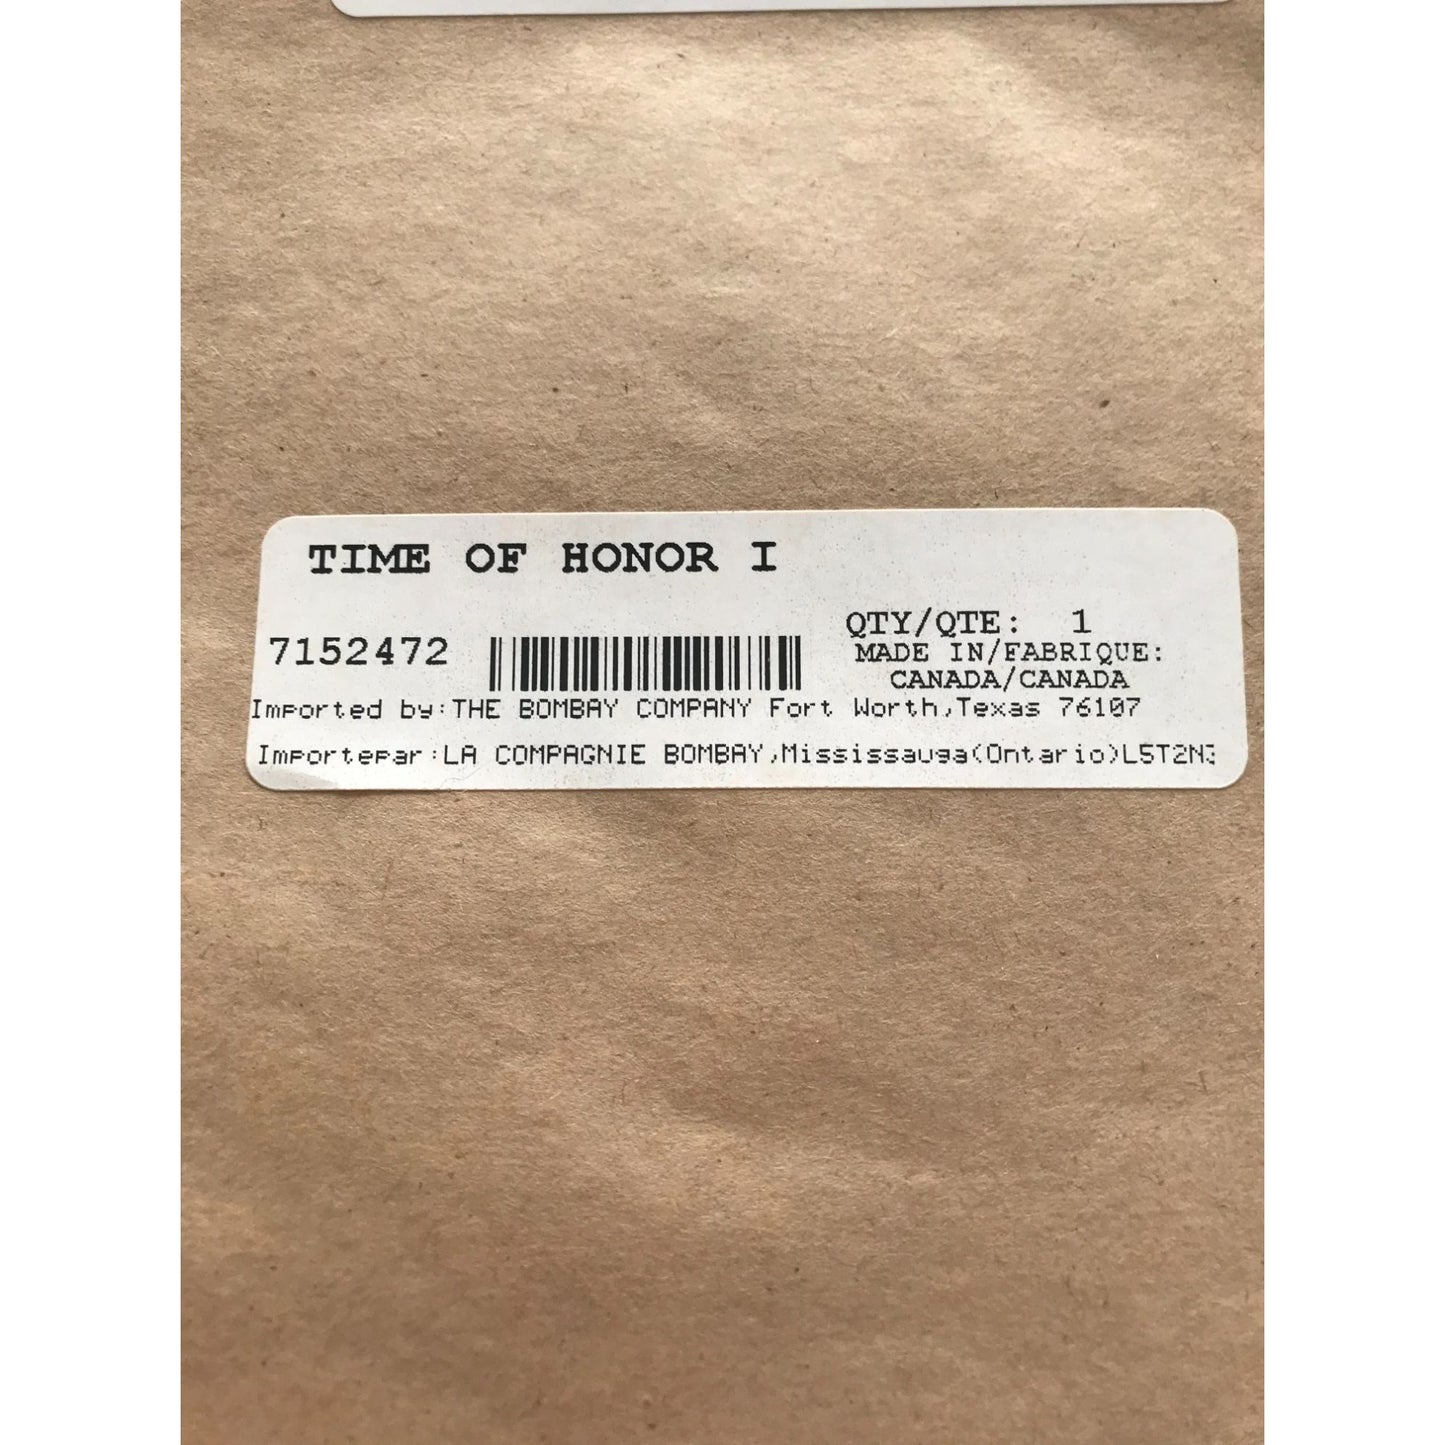 TIME OF HONOR I
QTY/QTE: 1
7152472
MADE IN/FABRIQUE:
CANADA/CANADA
Imported by:THE BOMBAY COMPANY Fort Worth,Texas 76107
Importepar:LA COMPAGNIE BOMBAY,Mississauga(Ontario)L5T2N3